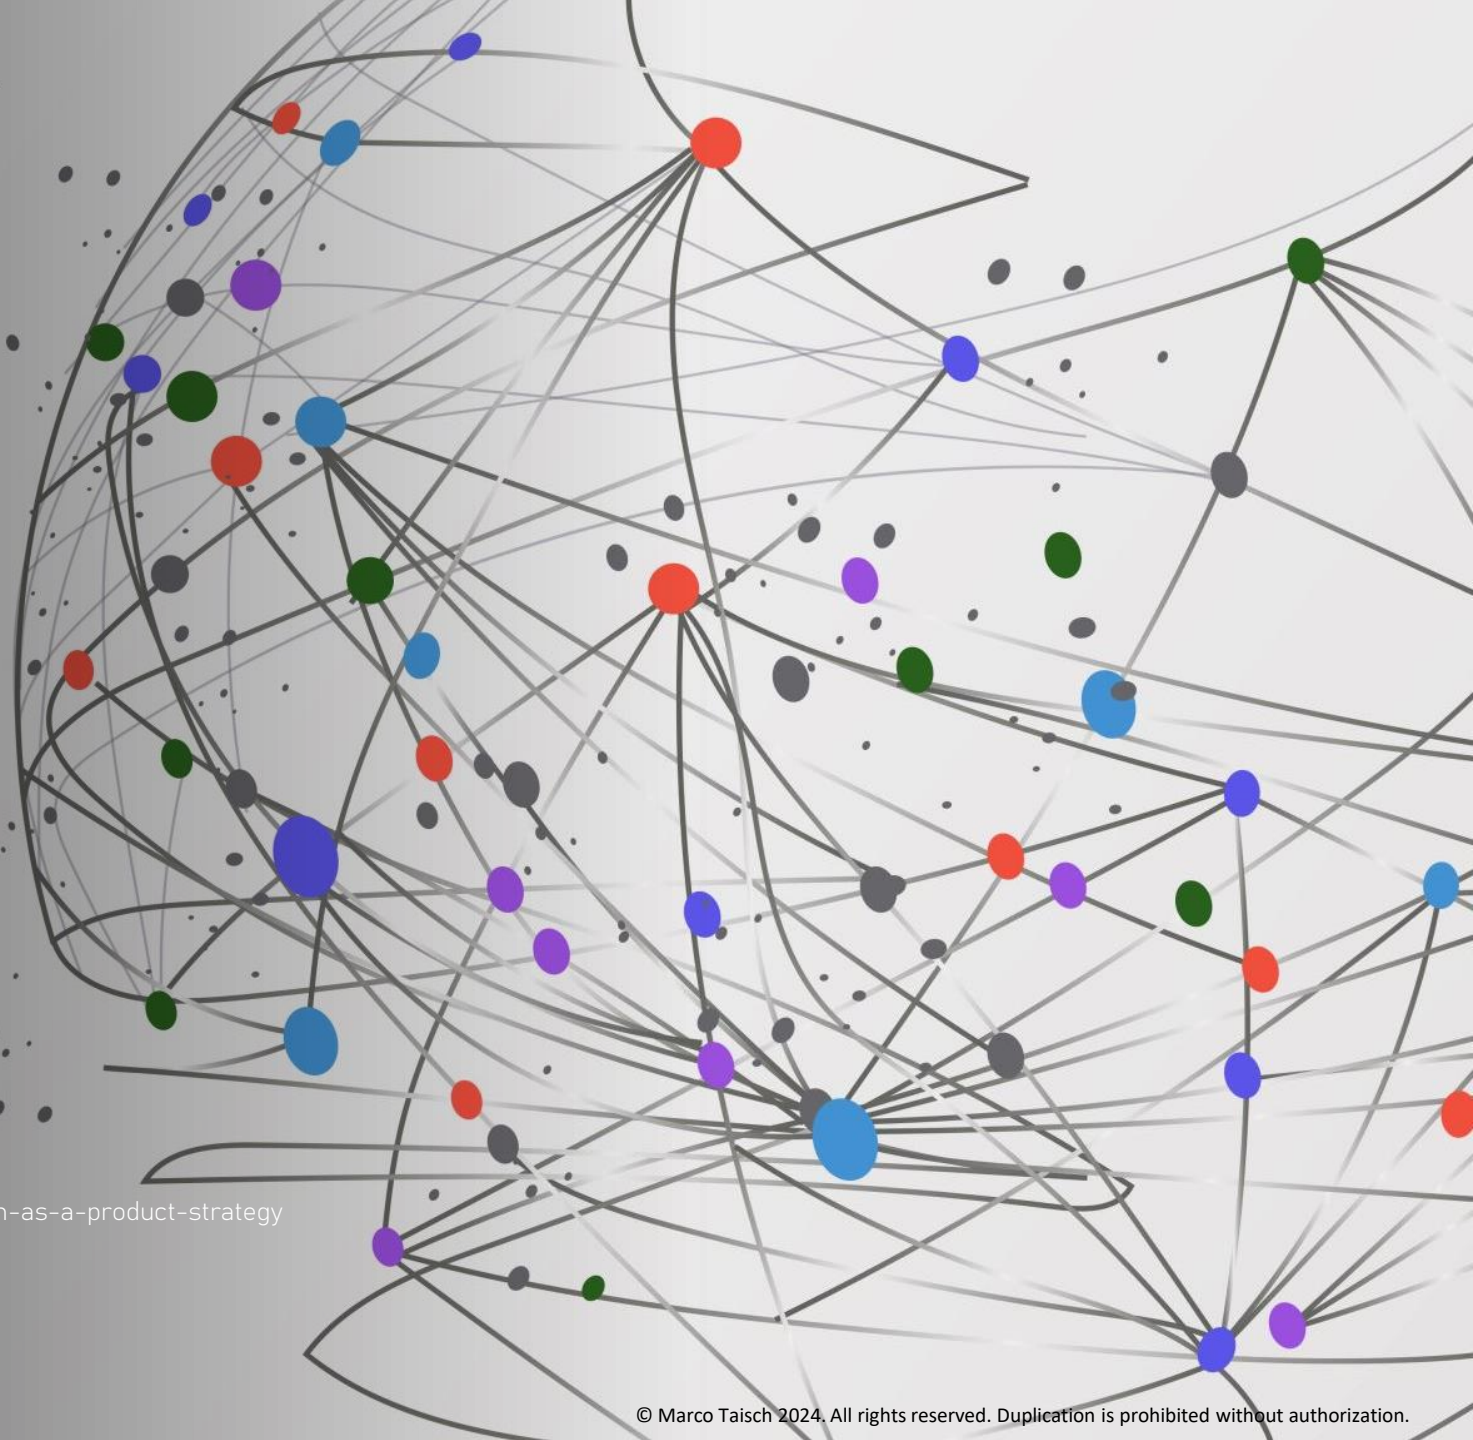 -as-a-product-strategy
© Marco Taisch 2024. All rights reserved. Duplication is prohibited without authorization.